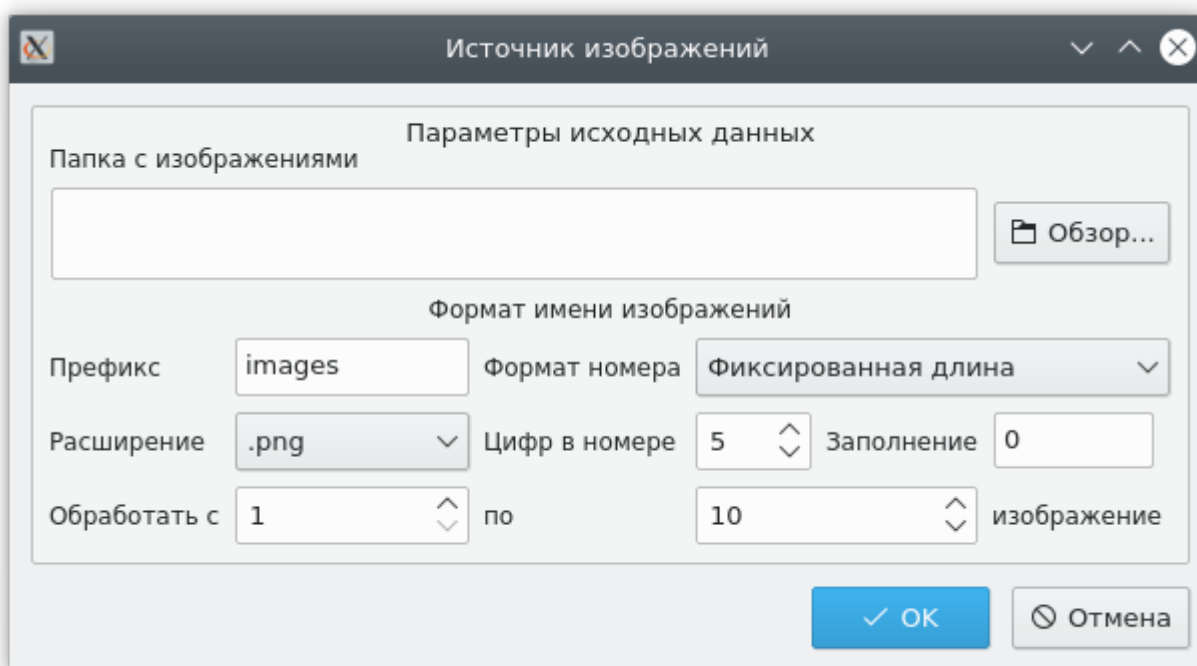 Источник изображений
Параметры исходных данных
Папка с изображениями
Обзор...
Формат имени изображений
Префикс images Формат номера Фиксированная длина
Расширение .png Цифр в номере 5 Заполнение 0
Обработать с 1 по 10 изображение
OK Отмена